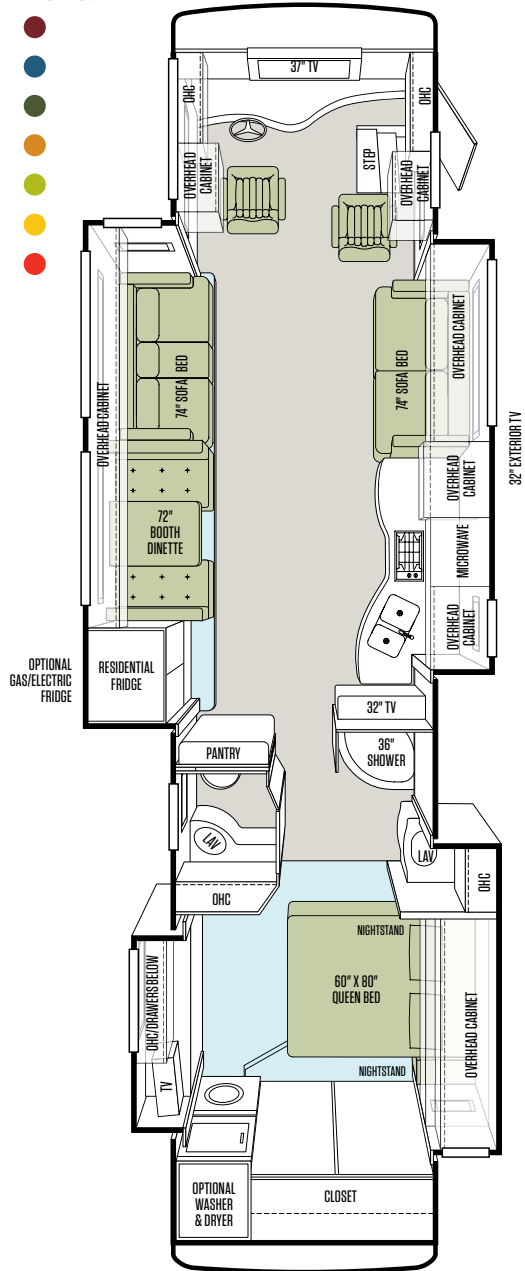 37" TV
OHC
OHC
STEP
OVERHEAD
CABINET
OVERHEAD
CABINET
OVERHEAD CABINET
74" SOFA BED
74" SOFA BED
OVERHEAD CABINET
32" EXTERIOR TV
OVERHEAD
CABINET
72"
BOOTH
DINETTE
MICROWAVE
OVERHEAD
CABINET
OPTIONAL
GAS/ELECTRIC
FRIDGE
RESIDENTIAL
FRIDGE
32" TV
PANTRY
36"
SHOWER
LAV
LAV
OHC
OHC
NIGHTSTAND
OHC/DRAWERS BELOW
60" X 80"
QUEEN BED
OVERHEAD CABINET
TV
NIGHTSTAND
OPTIONAL
WASHER
& DRYER
CLOSET